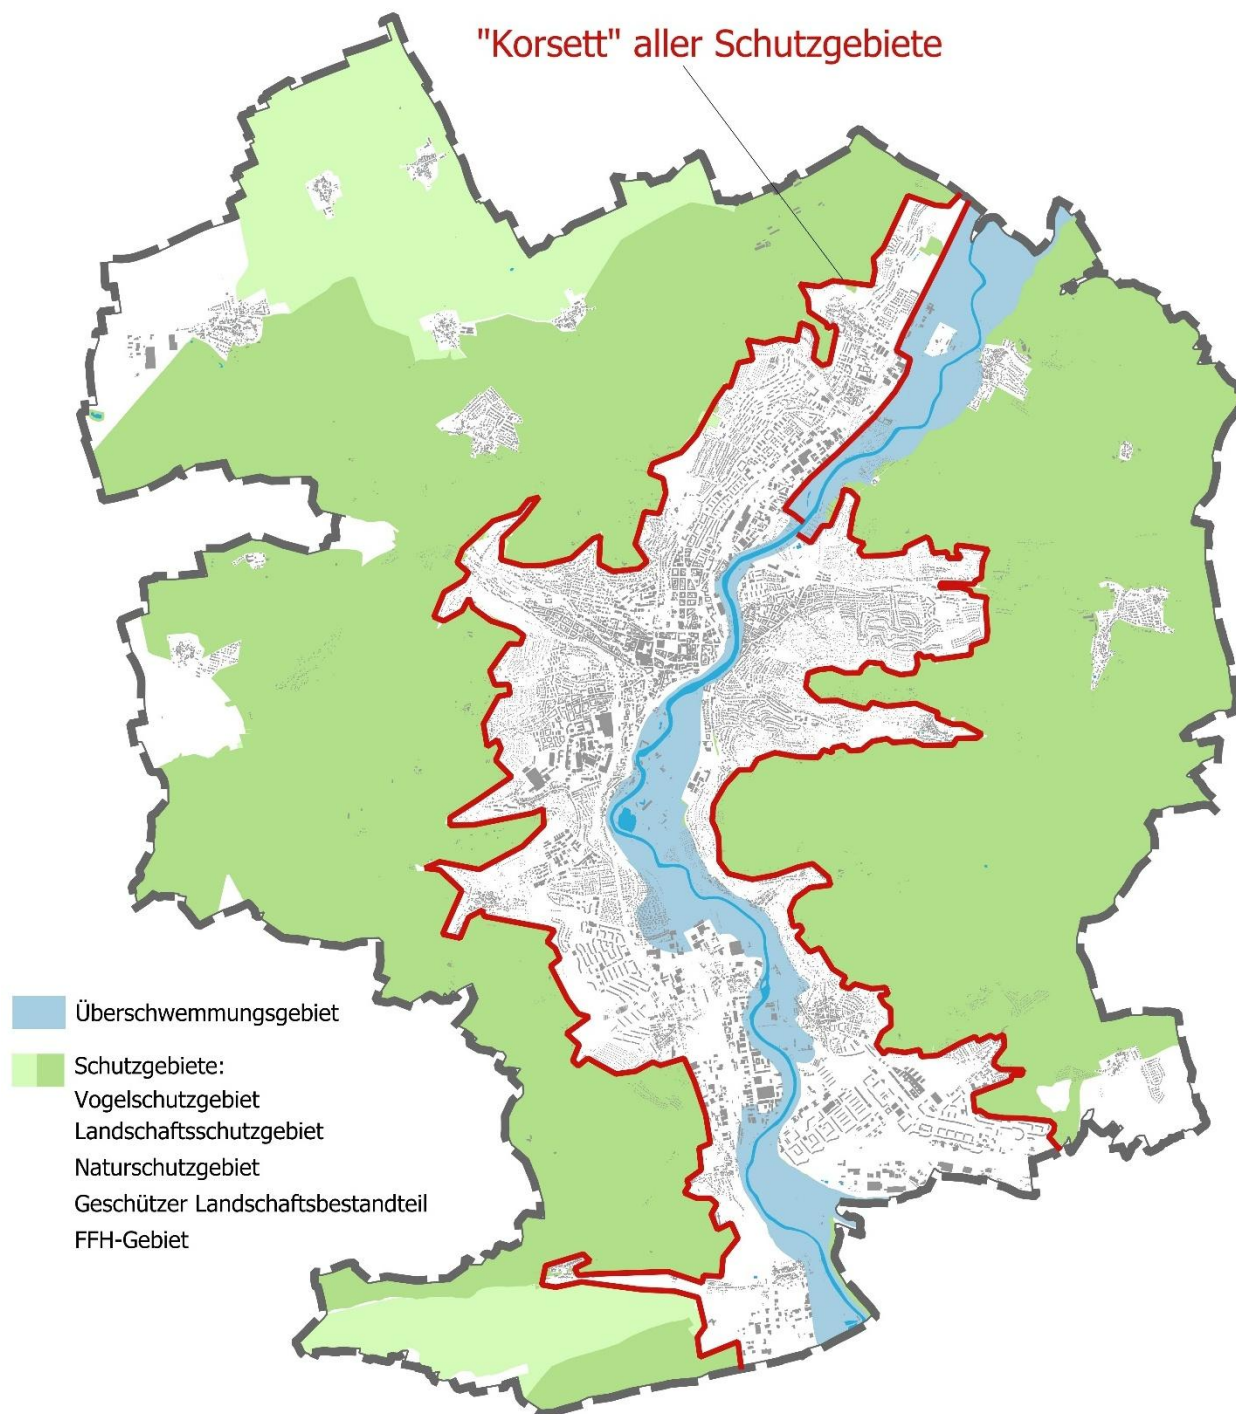 "Korsett" aller Schutzgebiete
Überschwemmungsgebiet
Schutzgebiete:
Vogelschutzgebiet
Landschaftsschutzgebiet
Naturschutzgebiet
Geschützer Landschaftsbestandteil
FFH-Gebiet